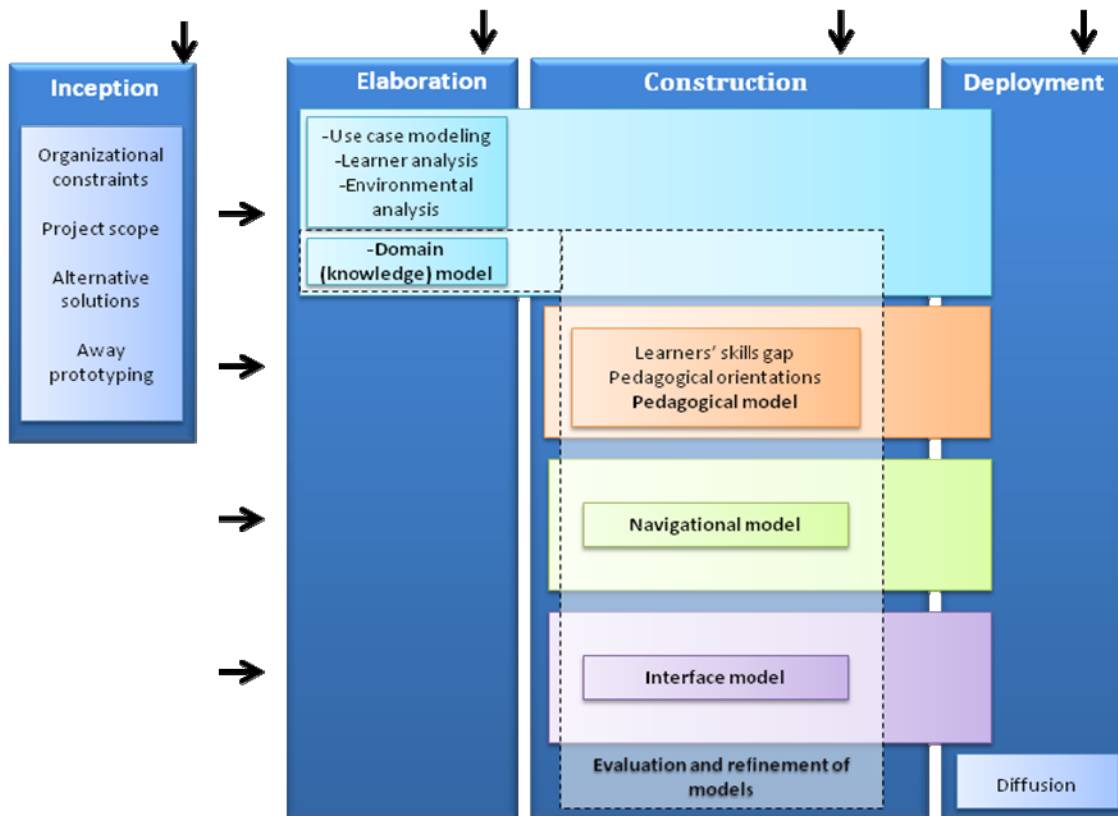 Inception
Organizational
constraints
Project scope
Alternative
solutions
Away
prototyping
Elaboration
-Use case modeling
-Learner analysis
-Environmental
analysis
-Domain
(knowledge) model
Construction
Learners’ skills gap
Pedagogical orientations
Pedagogical model
Navigational model
Interface model
Evaluation and refinement of
models
Deployment
Diffusion